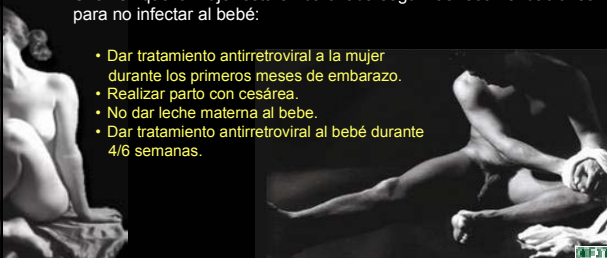 para no infectar al bebé:
• Dar tratamiento antirretroviral a la mujer
durante los primeros meses de embarazo.
• Realizar parto con cesárea.
• No dar leche materna al bebe.
• Dar tratamiento antirretroviral al bebé durante
4/6 semanas.